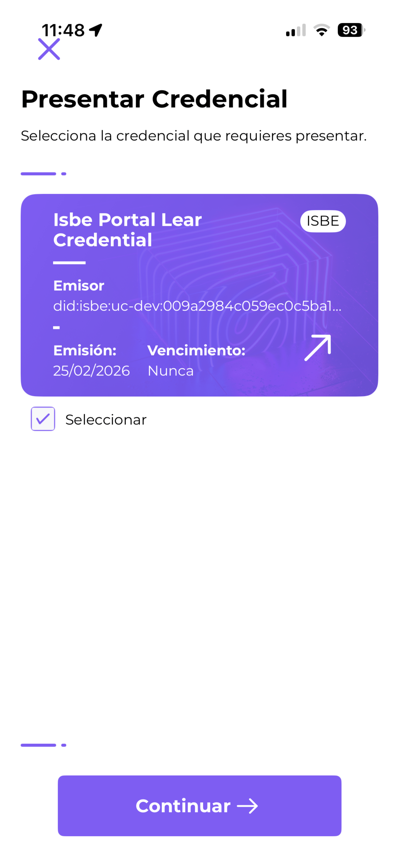 11:48
93
Presentar Credencial
Selecciona la credencial que requieres presentar.
Isbe Portal Lear
Credential
ISBE
Emisor
did:isbe:uc-dev:009a2984c059ec0c5ba1...
Emisión:
Vencimiento:
25/02/2026
Nunca
Seleccionar
Continuar